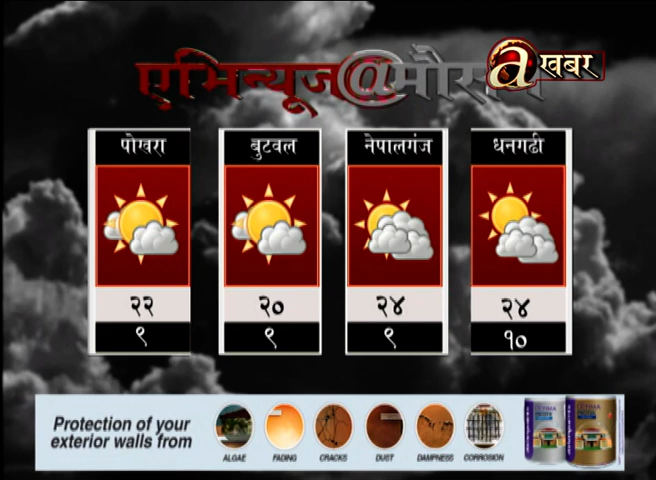 एभिन्यूज@मौसम
a खबर
पोखरा
२२
९
बुटवल
२०
९
नेपालगंज
२४
९
धनगढी
२४
१०
Protection of your
exterior walls from
ALGAE
FADING
CRACKS
DUST
DAMPNESS
CORROSION